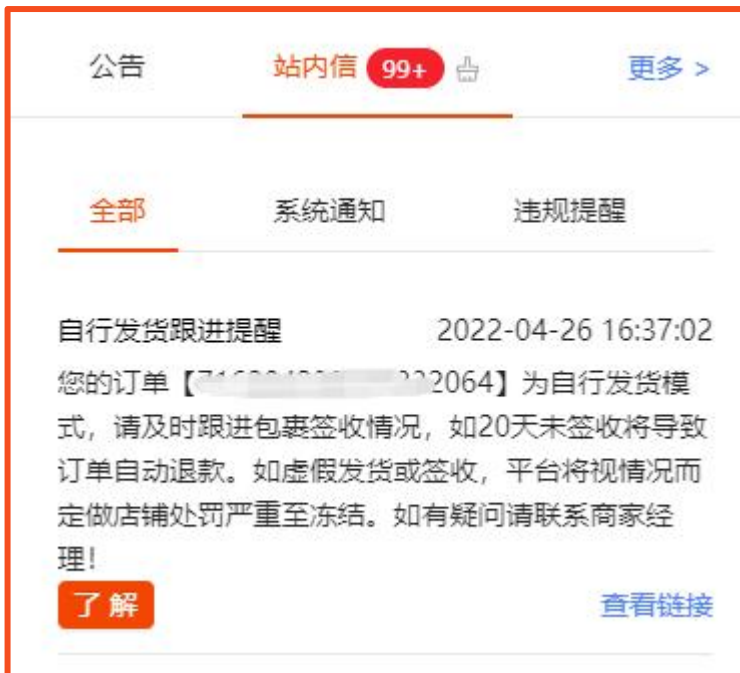 公告 站内信 99+ 更多 >
全部 系统通知 违规提醒
自行发货跟进提醒 2022-04-26 16:37:02
您的订单【 2064】为自行发货模
式，请及时跟进包裹签收情况，如20天未签收将导致
订单自动退款。如虚假发货或签收，平台将视情况而
定做店铺处罚严重至冻结。如有疑问请联系商家经
理！
了解 查看链接